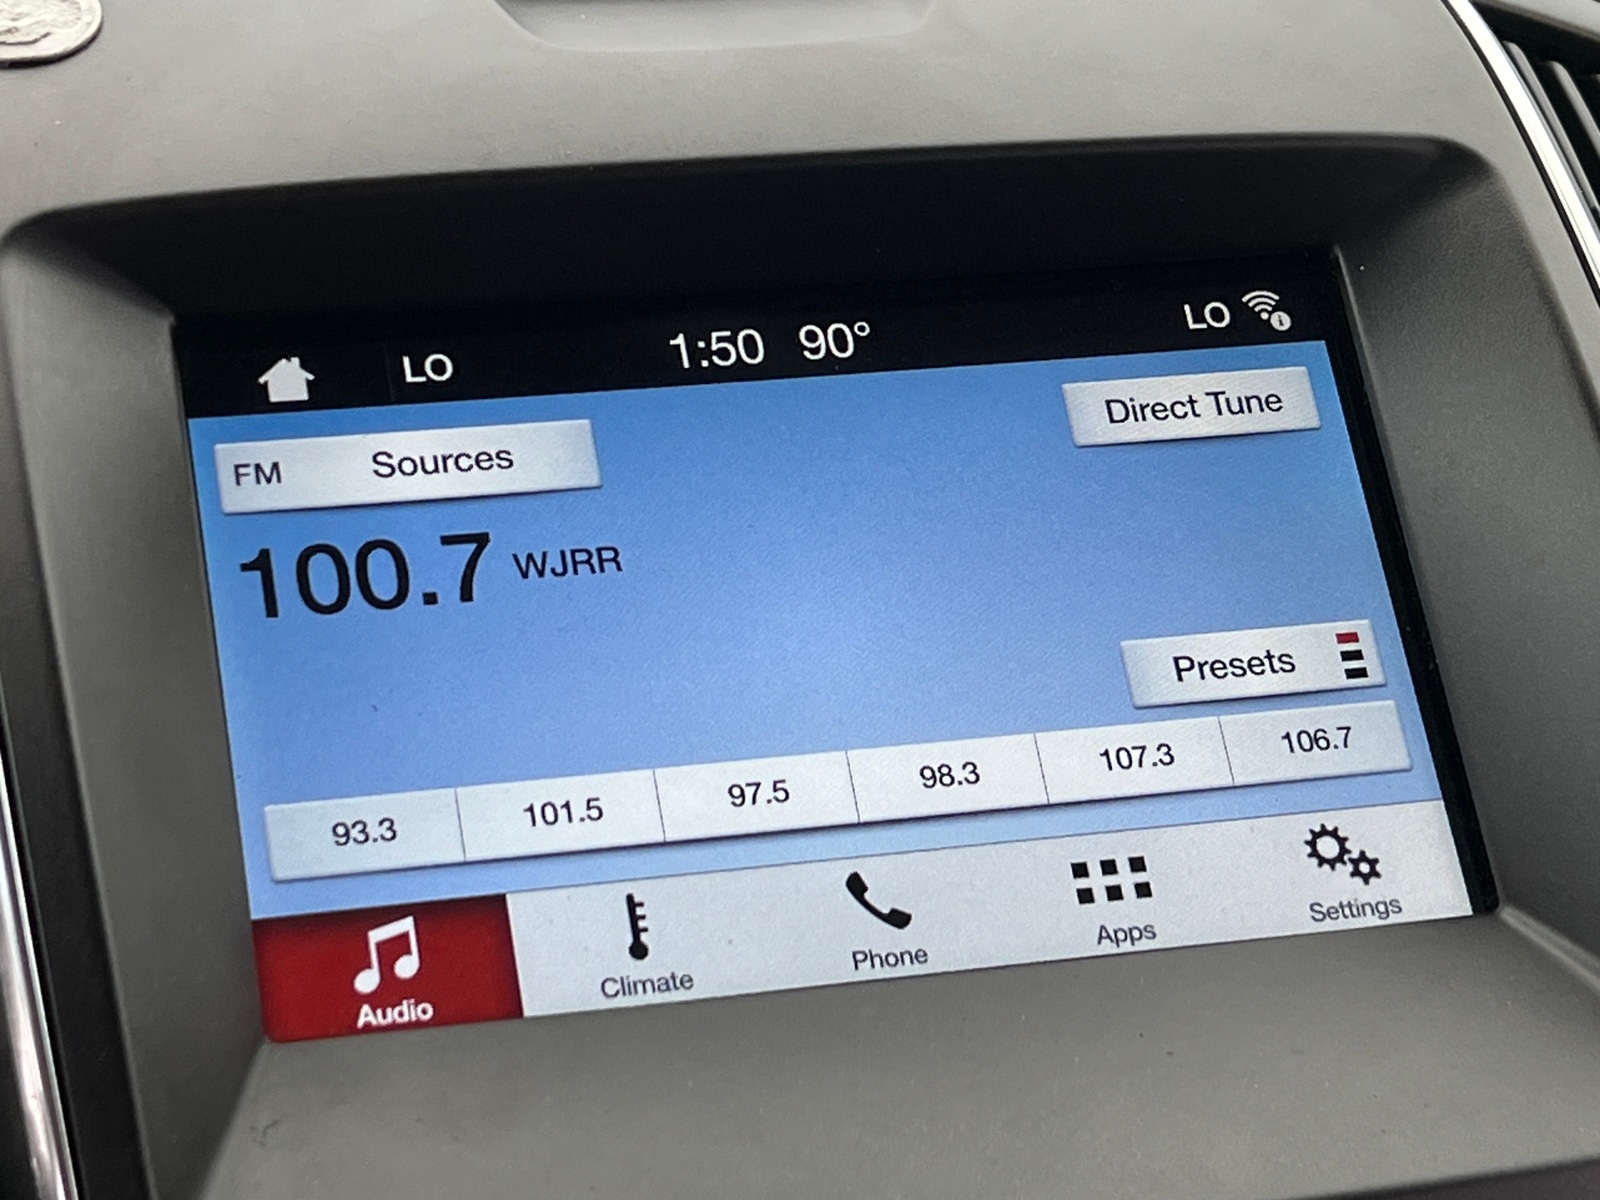 LO 1:50 90° LO
FM Sources Direct Tune
100.7 WJRR
Presets
93.3 101.5 97.5 98.3 107.3 106.7
Audio Climate Phone Apps Settings